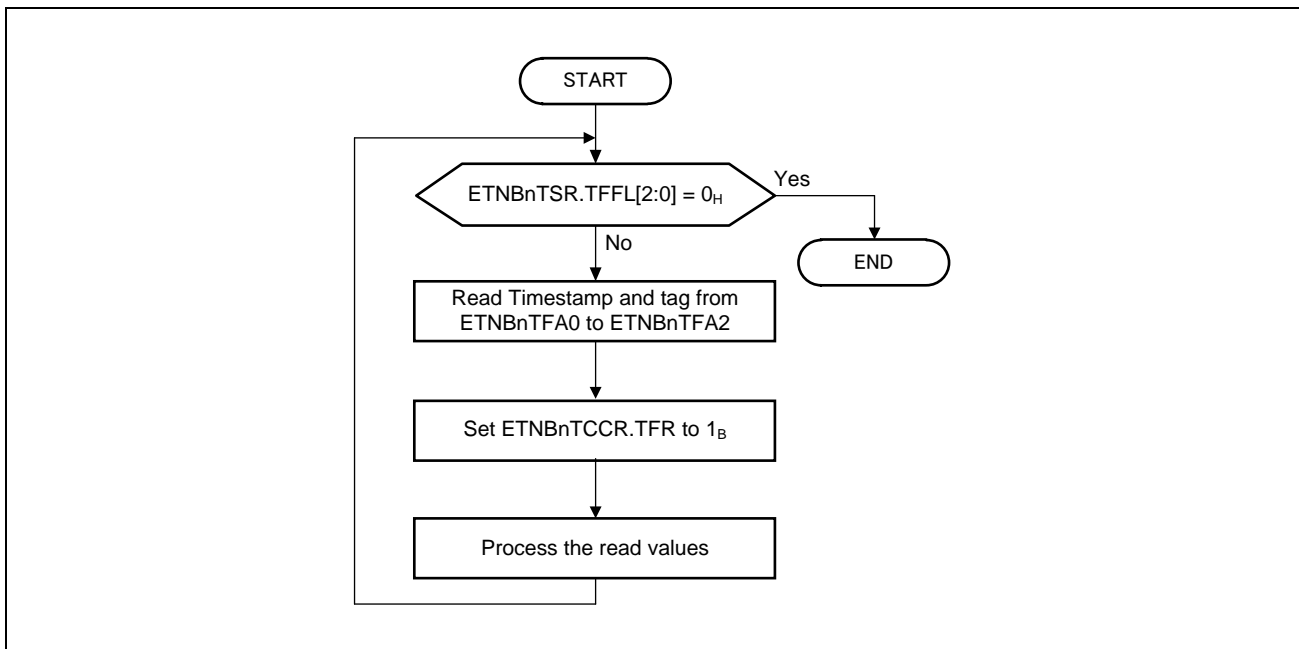 START
ETNBnTSR.TFFL[2:0] = 0H
Yes
No
END
Read Timestamp and tag from
ETNBnTFA0 to ETNBnTFA2
Set ETNBnTCCR.TFR to 1B
Process the read values